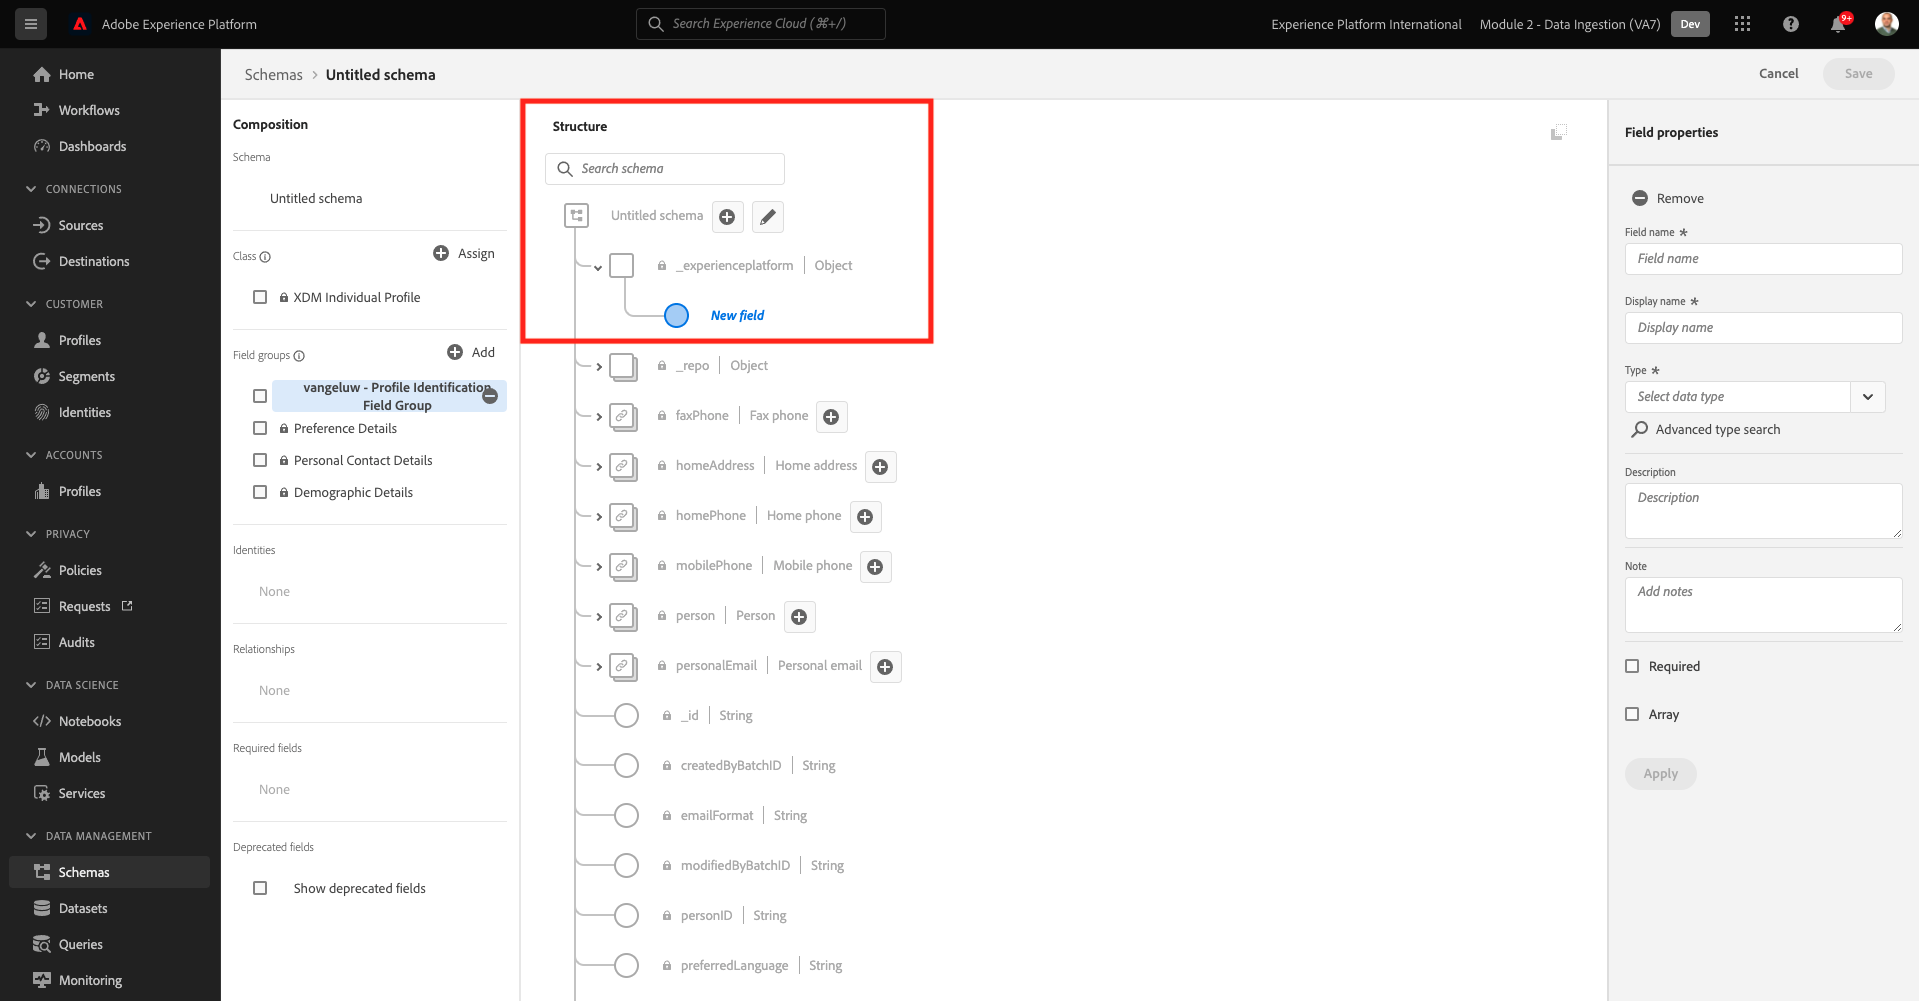 Adobe Experience Platform
Search Experience Cloud (⌘+/)
Experience Platform International
Module 2 - Data Ingestion (VA7)
Dev
9+
Home
Workflows
Dashboards
CONNECTIONS
Sources
Destinations
CUSTOMER
Profiles
Segments
Identities
ACCOUNTS
Profiles
PRIVACY
Policies
Requests
Audits
DATA SCIENCE
Notebooks
Models
Services
DATA MANAGEMENT
Schemas
Datasets
Queries
Monitoring
Schemas > Untitled schema
Cancel
Save
Composition
Schema
Untitled schema
Class
Assign
XDM Individual Profile
Field groups
Add
vangeluw - Profile Identification
Field Group
Preference Details
Personal Contact Details
Demographic Details
Identities
None
Relationships
None
Required fields
None
Deprecated fields
Show deprecated fields
Structure
Search schema
Untitled schema
_experienceplatform | Object
New field
_repo | Object
faxPhone | Fax phone
homeAddress | Home address
homePhone | Home phone
mobilePhone | Mobile phone
person | Person
personalEmail | Personal email
_id | String
createdByBatchID | String
emailFormat | String
modifiedByBatchID | String
personID | String
preferredLanguage | String
Field properties
Remove
Field name *
Field name
Display name *
Display name
Type *
Select data type
Advanced type search
Description
Description
Note
Add notes
Required
Array
Apply